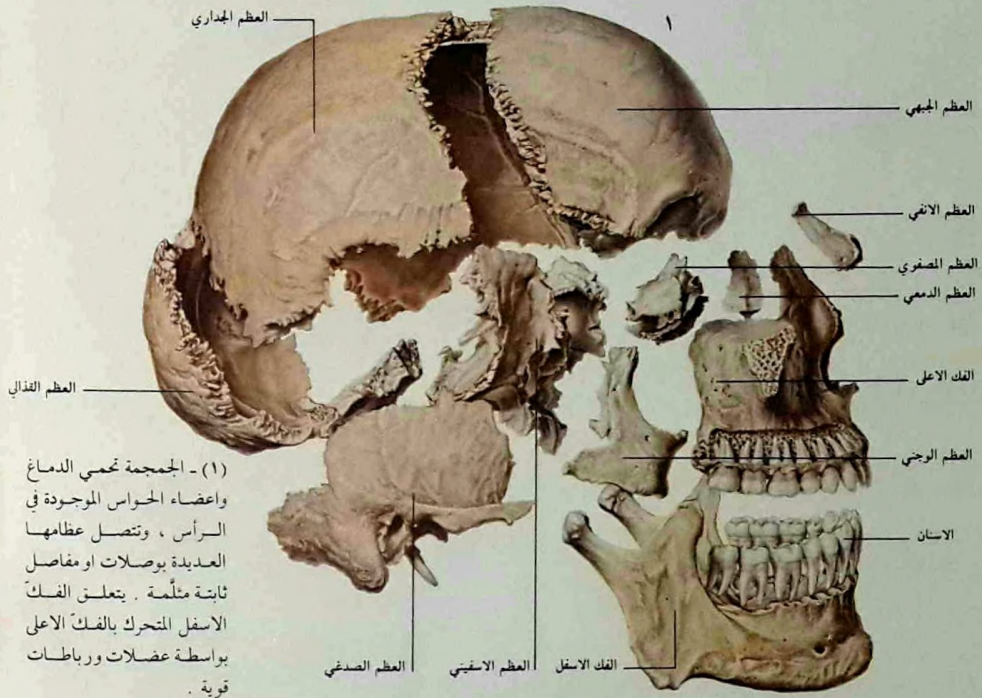 ١
العظم الجداري
العظم الجبهي
العظم الانفي
العظم المصفوي
العظم الدمعي
الفك الاعلى
العظم القذالي
العظم الوجني
الاسنان
العظم الصدغي
العظم الاسفيني
الفك الاسفل
(١) - الجمجمة تحمي الدماغ
واعضاء الحواس الموجودة في
الرأس ، وتتصل عظامها
العديدة بوصلات او مفاصل
ثابتة مثلَّمة . يتعلق الفكّ
الاسفل المتحرك بالفكّ الاعلى
بواسطة عضلات ورباطات
قوية .